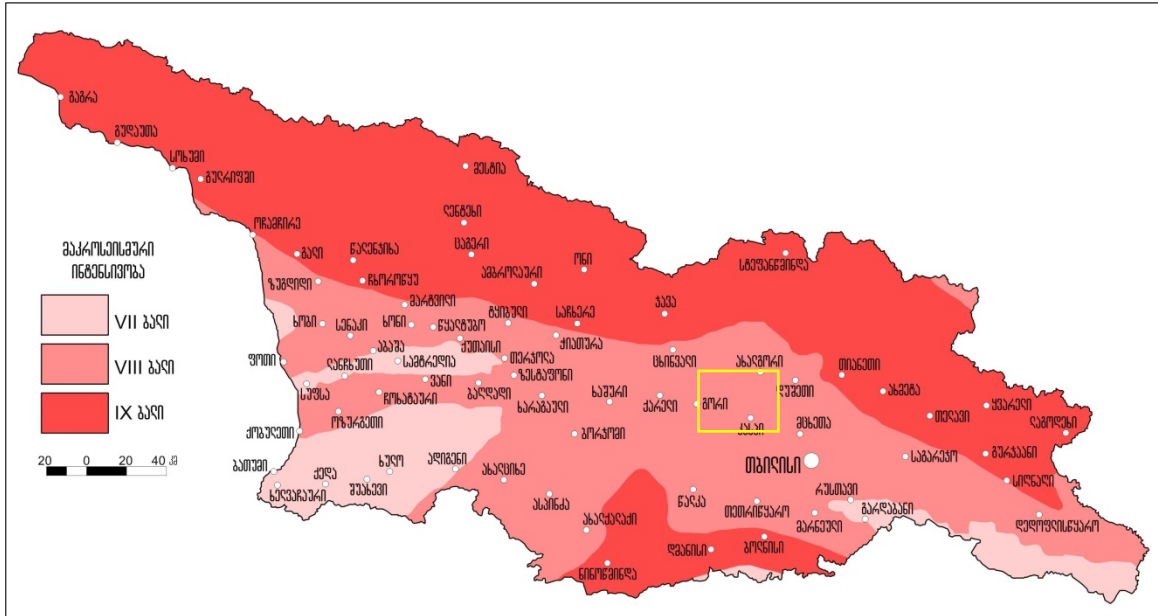 გაგრა
გუდაუთა
სოხუმი
გულრიფში
მესტია
ლენტეხი
ოჩამჩირე
ცაგერი
გალი
წალენჯიხა
ონი
სტეფანწმინდა
ამბროლაური
ზუგდიდი
ჩხოროწყუ
მარტვილი
ჯავა
ხობი
სენაკი
ხონი
წყალტუბო
ტყიბული
საჩხერე
აბაშა
ქუთაისი
ჭიათურა
ფოთი
ლანჩხუთი
სამტრედია
თერჯოლა
ცხინვალი
ახალგორი
თიანეთი
სუფსა
ვანი
ზესტაფონი
დუშეთი
ახმეტა
ჩოხატაური
ბაღდადი
ხარაგაული
ხაშური
ქარელი
გორი
ყვარელი
ოზურგეთი
თელავი
ლაგოდეხი
ქობულეთი
ბორჯომი
კასპი
მცხეთა
ბათუმი
ქედა
ხულო
ადიგენი
ახალციხე
თბილისი
საგარეჯო
გურჯაანი
ხელვაჩაური
შუახევი
ასპინძა
წალკა
თეთრიწყარო
რუსთავი
სიღნაღი
ახალქალაქი
მარნეული
გარდაბანი
დედოფლისწყარო
ნინოწმინდა
დმანისი
ბოლნისი
მაკროსეისმური
ინტენსივობა
VII ბალი
VIII ბალი
IX ბალი
20 0 20 40 კმ